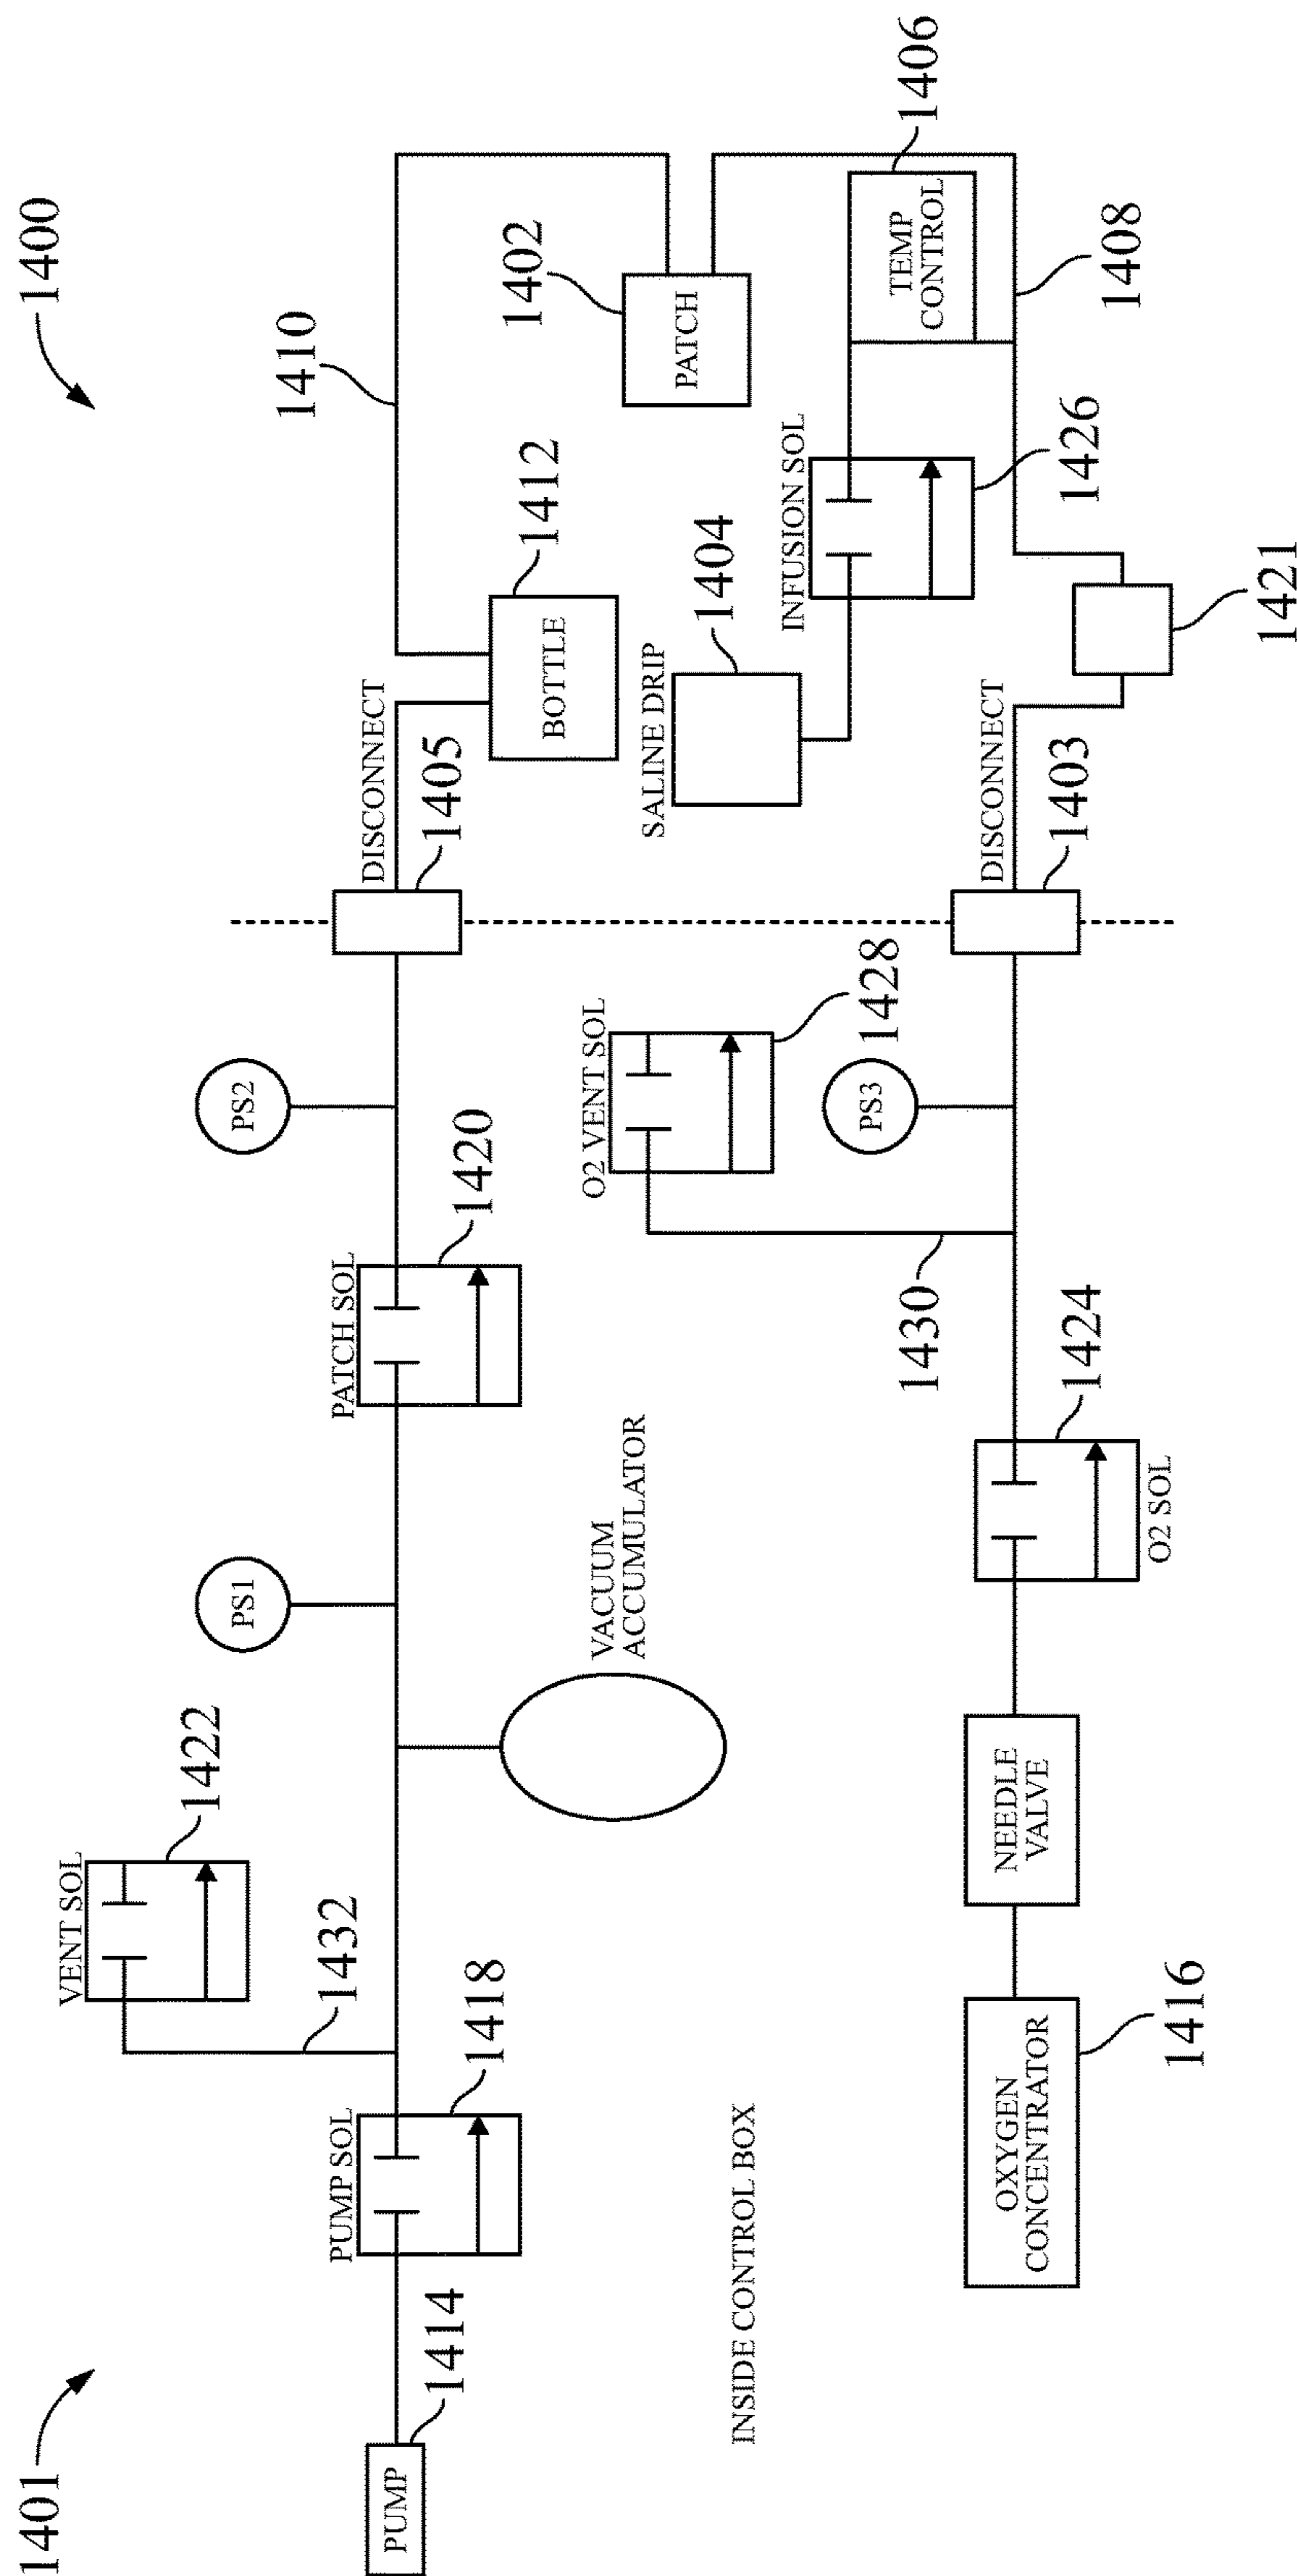 1401
1400
VENT SOL
1422
1432
PS1
PS2
PUMP
1414
PUMP SOL
1418
PATCH SOL
1420
DISCONNECT
1405
1410
BOTTLE
1412
VACUUM
ACCUMULATOR
PATCH
1402
SALINE DRIP
1404
O2 VENT SOL
1428
INFUSION SOL
1426
TEMP
CONTROL
1406
INSIDE CONTROL BOX
PS3
1430
1408
OXYGEN
CONCENTRATOR
1416
NEEDLE
VALVE
O2 SOL
1424
DISCONNECT
1403
1421